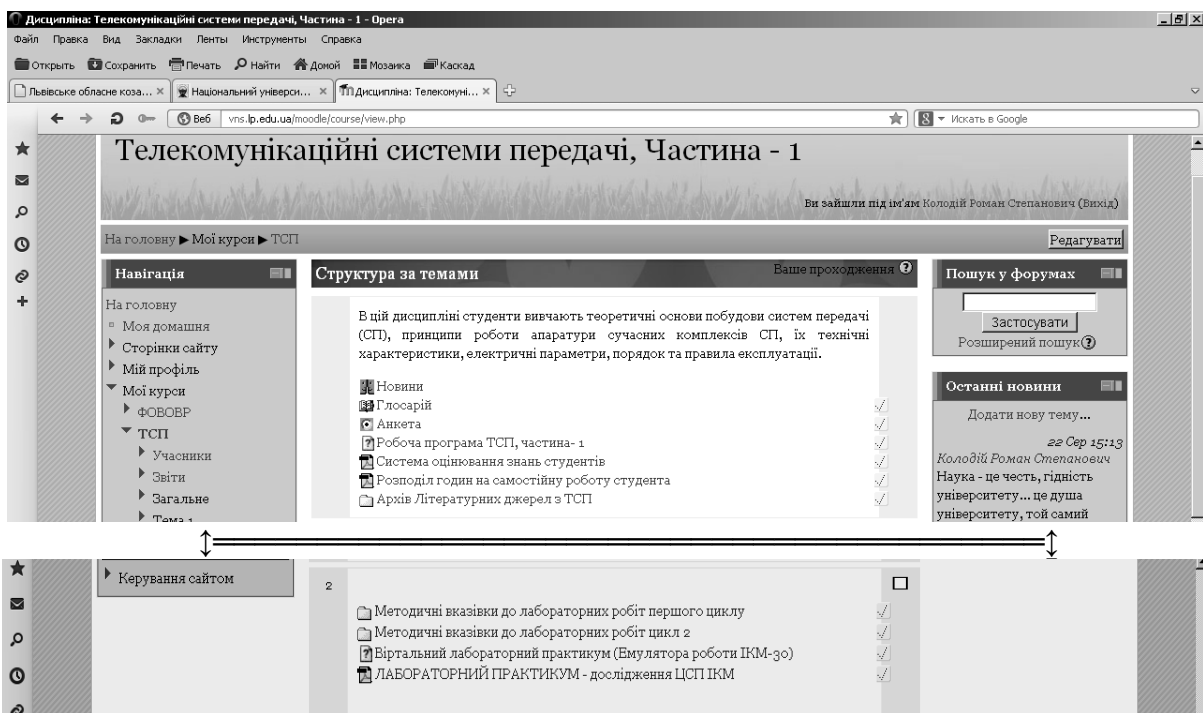 Дисципліна: Телекомунікаційні системи передачі, Частина - 1 - Opera
Файл Правка Вид Закладки Ленты Инструменты Справка
Открыть Сохранить Печать Найти Домой Мозаика Каскад
Львівське обласне коза... Національний універси... Дисципліна: Телекомуні...
Веб vns.lp.edu.ua/moodle/course/view.php Искать в Google
Телекомунікаційні системи передачі, Частина - 1
Ви зайшли під ім'ям Колодій Роман Степанович (Вихід)
На головну ► Мої курси ► ТСП
Редагувати
Навігація
На головну
Моя домашня
Сторінки сайту
Мій профіль
Мої курси
ФОВОВР
ТСП
Учасники
Звіти
Загальне
Тема 1
Структура за темами
Ваше проходження
В цій дисципліні студенти вивчають теоретичні основи побудови систем передачі
(СП), принципи роботи апаратури сучасних комплексів СП, їх технічні
характеристики, електричні параметри, порядок та правила експлуатації.
Новини
Глосарій
Анкета
Робоча програма ТСП, частина- 1
Система оцінювання знань студентів
Розподіл годин на самостійну роботу студента
Архів Літературних джерел з ТСП
Пошук у форумах
Застосувати
Розширений пошук
Останні новини
Додати нову тему...
22 Сер 15:13
Колодій Роман Степанович
Наука - це честь, гідність
університету... це душа
університету, той самий
Керування сайтом
2
Методичні вказівки до лабораторних робіт першого циклу
Методичні вказівки до лабораторних робіт цикл 2
Віртальний лабораторний практикум (Емулятора роботи ІКМ-30)
ЛАБОРАТОРНИЙ ПРАКТИКУМ - дослідження ЦСП ІКМ